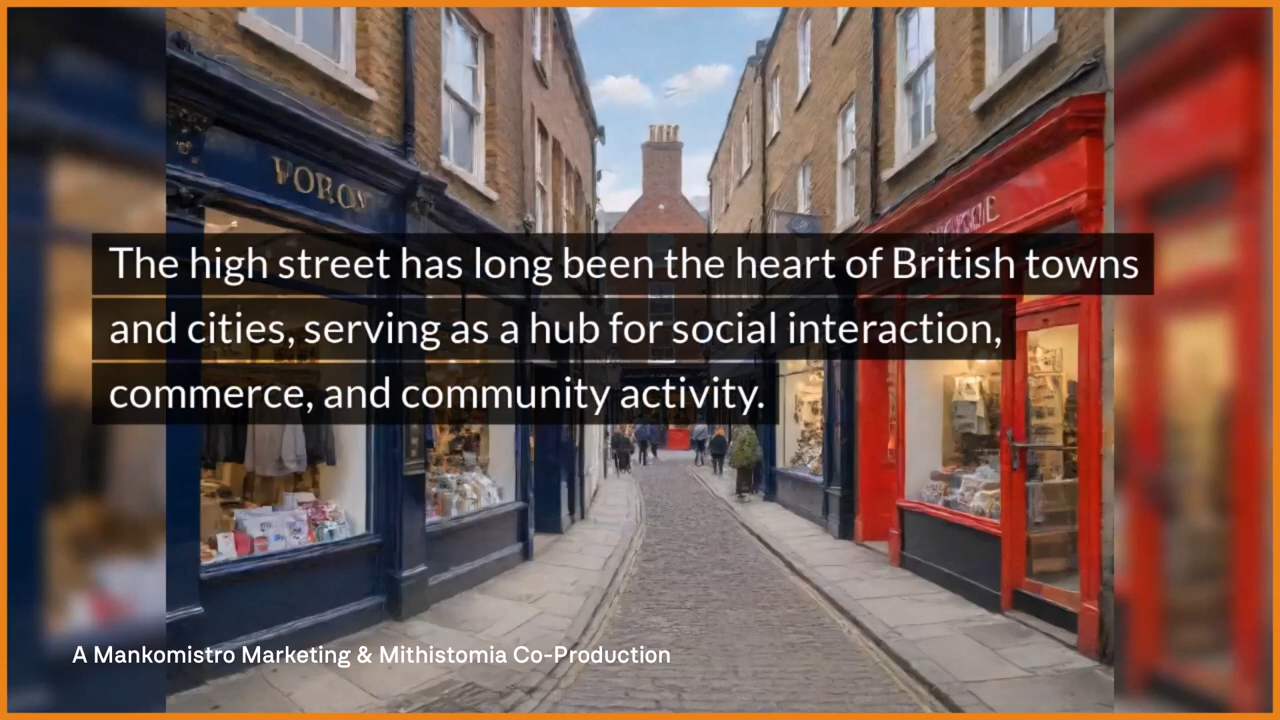 The high street has long been the heart of British towns
and cities, serving as a hub for social interaction,
commerce, and community activity.
A Mankomistro Marketing & Mithistomia Co-Production